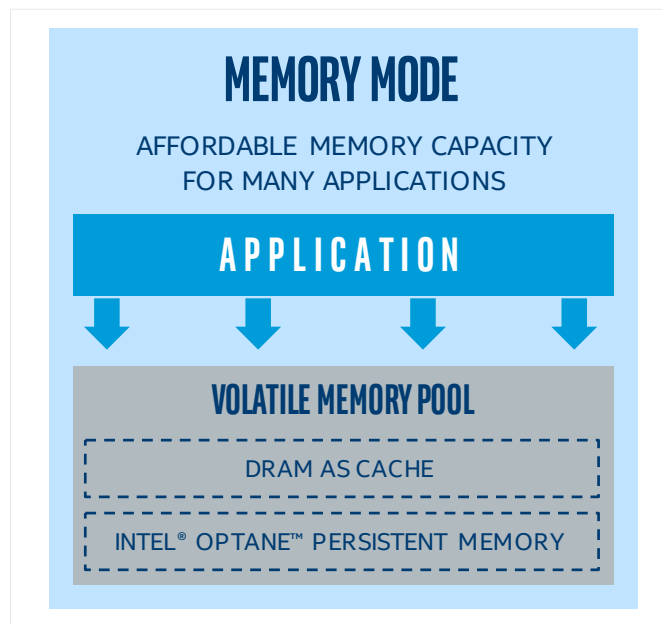 MEMORY MODE
AFFORDABLE MEMORY CAPACITY
FOR MANY APPLICATIONS
APPLICATION
VOLATILE MEMORY POOL
DRAM AS CACHE
INTEL® OPTANE™ PERSISTENT MEMORY